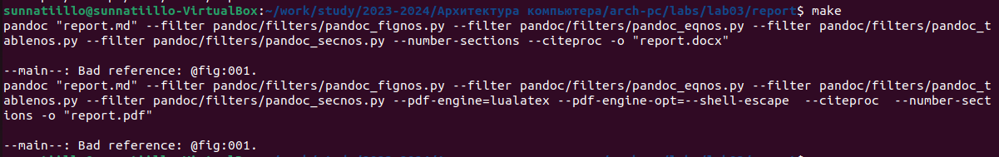 sunnatiillo@sunnatiillo-VirtualBox:~/work/study/2023-2024/Архитектура компьютера/arch-pc/labs/lab03/report$ make
pandoc "report.md" --filter pandoc/filters/pandoc_fignos.py --filter pandoc/filters/pandoc_eqnos.py --filter pandoc/filters/pandoc_t
ablenos.py --filter pandoc/filters/pandoc_secnos.py --number-sections --citeproc -o "report.docx"
--main--: Bad reference: @fig:001.
pandoc "report.md" --filter pandoc/filters/pandoc_fignos.py --filter pandoc/filters/pandoc_eqnos.py --filter pandoc/filters/pandoc_t
ablenos.py --filter pandoc/filters/pandoc_secnos.py --pdf-engine=lualatex --pdf-engine-opt=--shell-escape  --citeproc  --number-sect
ions -o "report.pdf"
--main--: Bad reference: @fig:001.